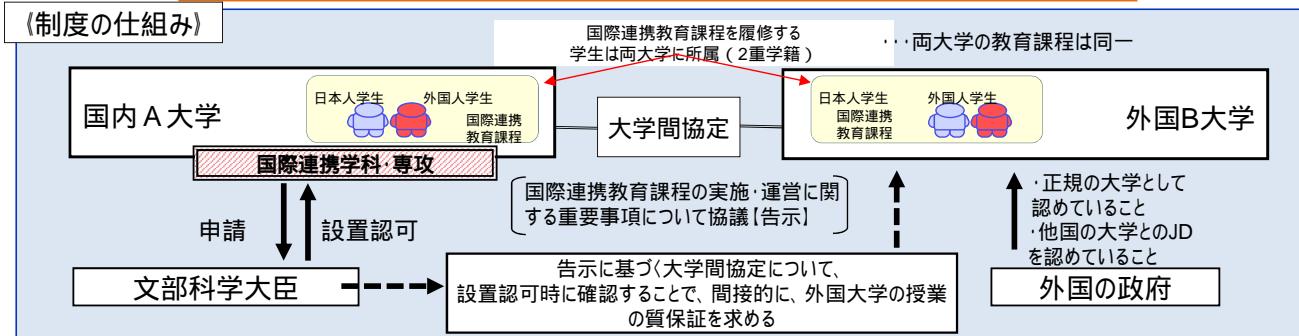 《制度の仕組み》
国際連携教育課程を履修する
学生は両大学に所属(2重学籍)
・・・両大学の教育課程は同一
国内A大学
日本人学生
外国人学生
国際連携
教育課程
国際連携学科・専攻
大学間協定
日本人学生
外国人学生
国際連携
教育課程
外国B大学
国際連携教育課程の実施・運営に関
する重要事項について協議【告示】
・正規の大学として
認めていること
・他国の大学とのJD
を認めていること
申請
設置認可
文部科学大臣
告示に基づく大学間協定について、
設置認可時に確認することで、間接的に、外国大学の授業
の質保証を求める
外国の政府